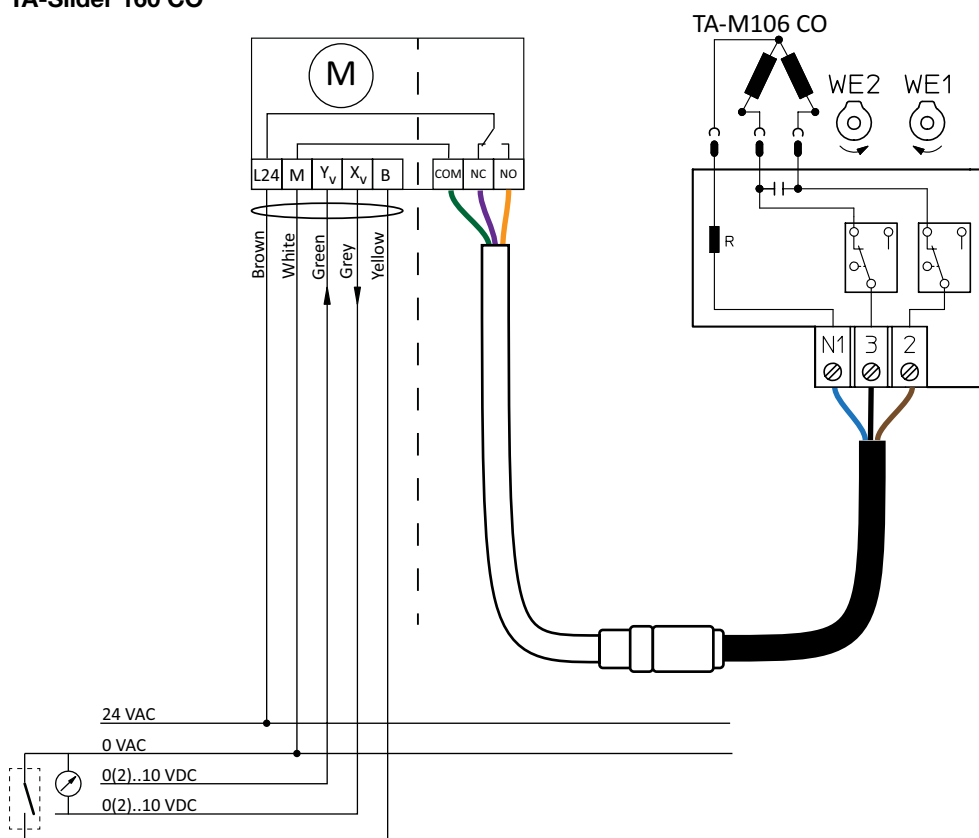 TA-Slider 160 CO
TA-M106 CO
M
WE2 WE1
L24 M Yv Xv B COM NC NO
R
Brown
White
Green
Grey
Yellow
N1 3 2
24 VAC
0 VAC
0(2)..10 VDC
0(2)..10 VDC